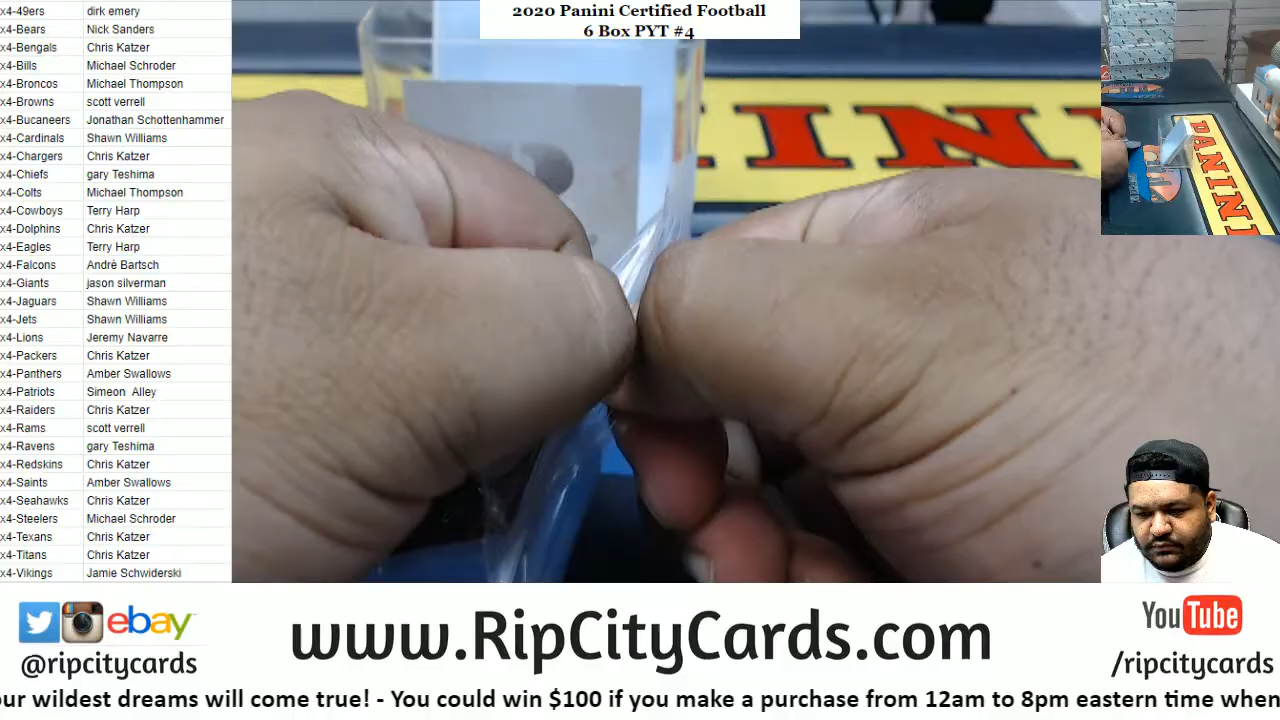 2020 Panini Certified Football
6 Box PYT #4
x4-49ers dirk emery
x4-Bears Nick Sanders
x4-Bengals Chris Katzer
x4-Bills Michael Schroder
x4-Broncos Michael Thompson
x4-Browns scott verrell
x4-Bucaneers Jonathan Schottenhammer
x4-Cardinals Shawn Williams
x4-Chargers Chris Katzer
x4-Chiefs gary Teshima
x4-Colts Michael Thompson
x4-Cowboys Terry Harp
x4-Dolphins Chris Katzer
x4-Eagles Terry Harp
x4-Falcons André Bartsch
x4-Giants jason silverman
x4-Jaguars Shawn Williams
x4-Jets Shawn Williams
x4-Lions Jeremy Navarre
x4-Packers Chris Katzer
x4-Panthers Amber Swallows
x4-Patriots Simeon Alley
x4-Raiders Chris Katzer
x4-Rams scott verrell
x4-Ravens gary Teshima
x4-Redskins Chris Katzer
x4-Saints Amber Swallows
x4-Seahawks Chris Katzer
x4-Steelers Michael Schroder
x4-Texans Chris Katzer
x4-Titans Chris Katzer
x4-Vikings Jamie Schwiderski
INI
PANINI
ebay
@ripcitycards
www.RipCityCards.com
YouTube
/ripcitycards
our wildest dreams will come true! - You could win $100 if you make a purchase from 12am to 8pm eastern time when